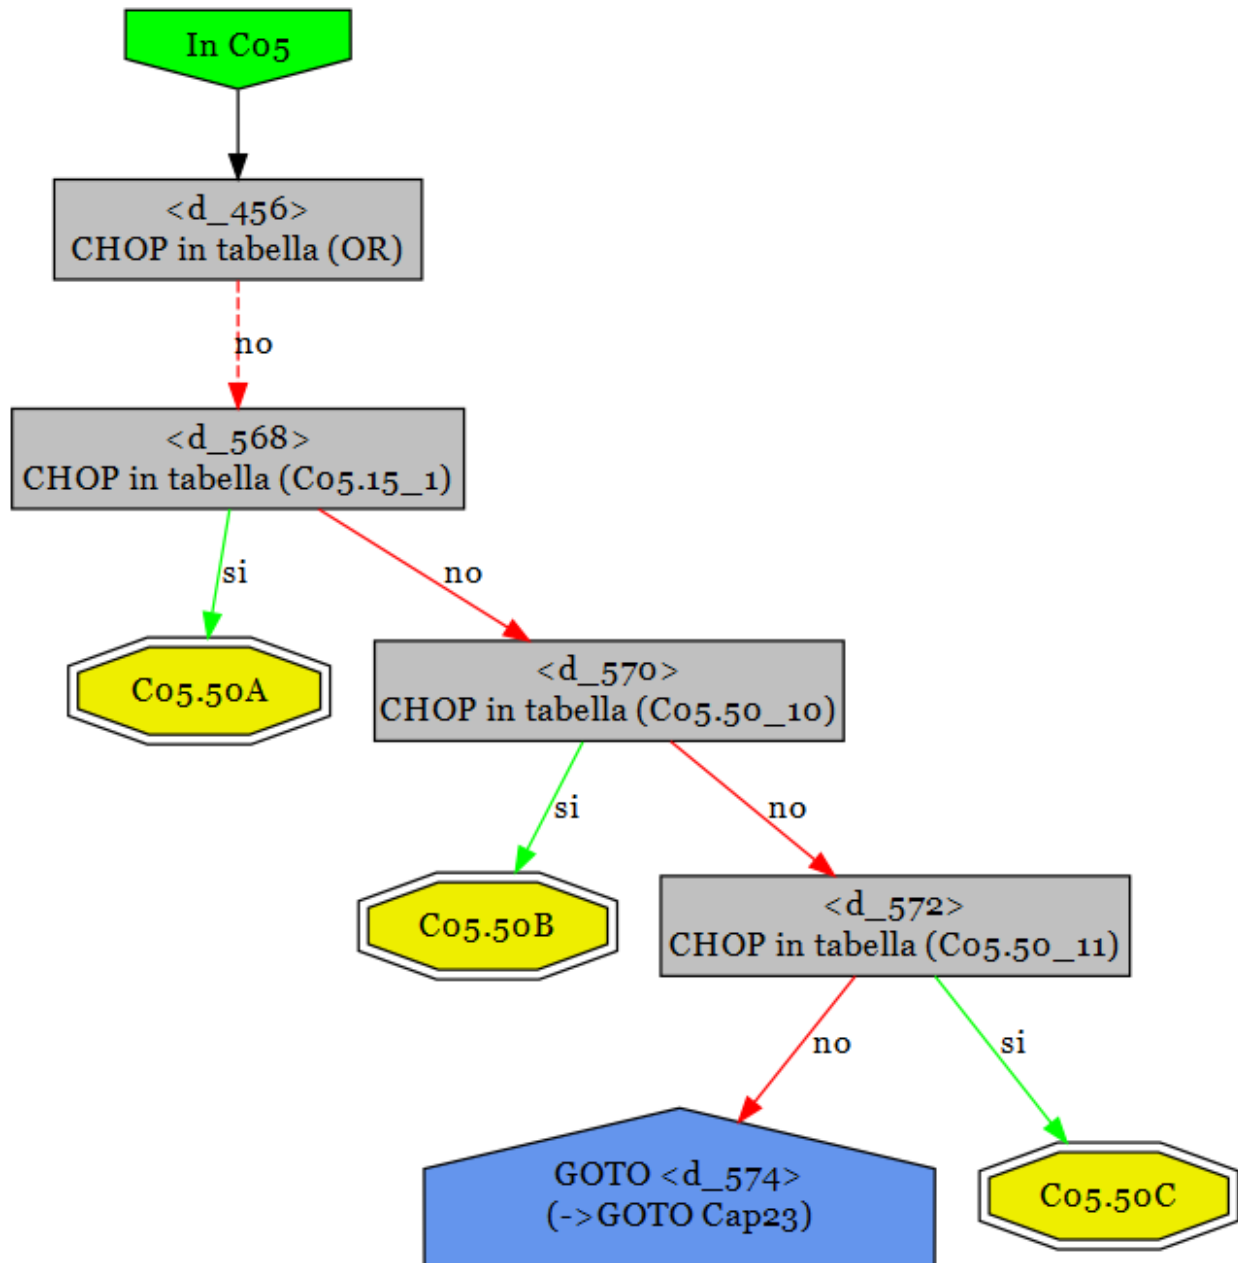 In C05
<d_456>
CHOP in tabella (OR)
no
<d_568>
CHOP in tabella (C05.15_1)
si
no
C05.50A
<d_570>
CHOP in tabella (C05.50_10)
si
no
C05.50B
<d_572>
CHOP in tabella (C05.50_11)
no
si
GOTO <d_574>
(->GOTO Cap23)
C05.50C